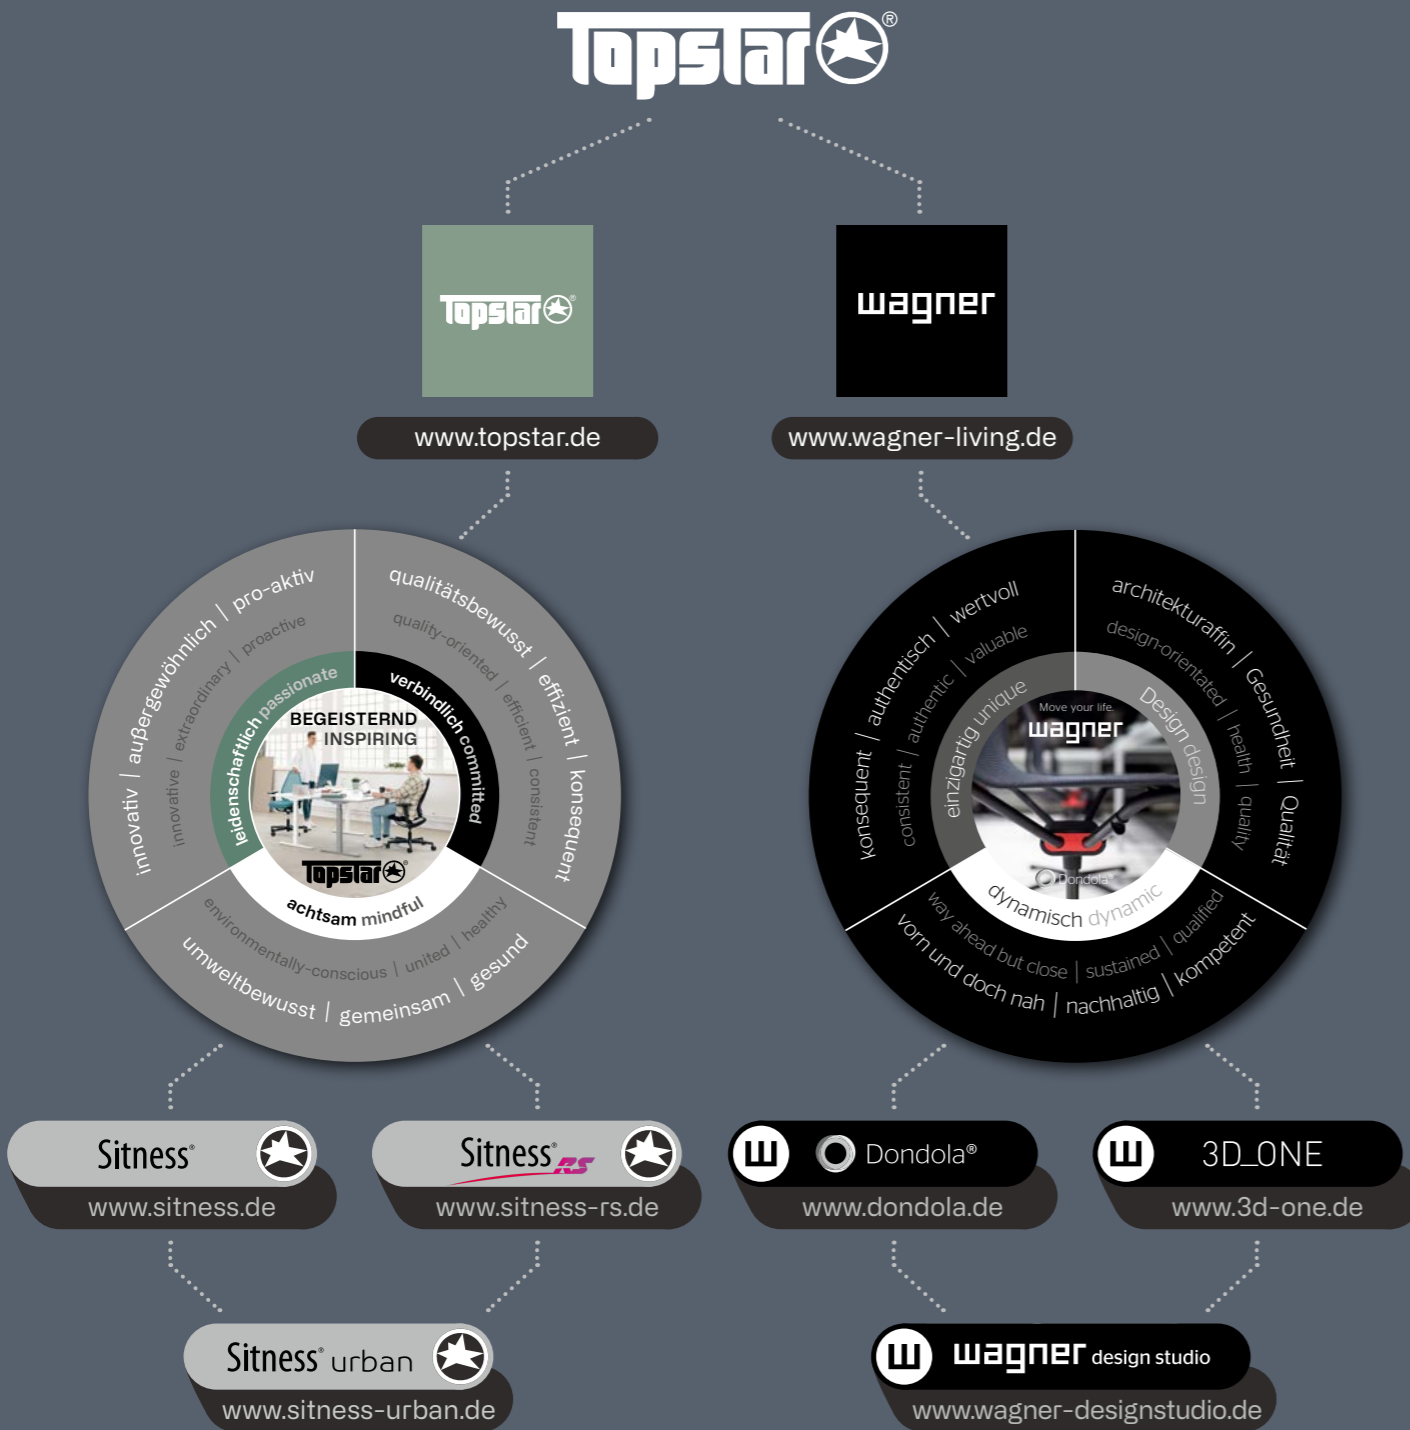 Topstar®
Topstar®
www.topstar.de
wagner
www.wagner-living.de
innovativ | außergewöhnlich | pro-aktiv
innovative | extraordinary | proactive
leidenschaftlich passionate
qualitätsbewusst | effizient | konsequent
quality-oriented | efficient | consistent
verbindlich committed
BEGEISTERND
INSPIRING
Topstar®
achtsam mindful
environmentally-conscious | united | healthy
umweltbewusst | gemeinsam | gesund
konsequent | authentisch | wertvoll
consistent | authentic | valuable
einzigartig unique
architekturaffin | Gesundheit | Qualität
design-orientated | health | quality
Design design
Move your life.
wagner
Dondola®
dynamisch dynamic
way ahead but close | sustained | qualified
vorn und doch nah | nachhaltig | kompetent
Sitness®
www.sitness.de
Sitness® RS
www.sitness-rs.de
W Dondola®
www.dondola.de
W 3D_ONE
www.3d-one.de
Sitness® urban
www.sitness-urban.de
W wagner design studio
www.wagner-designstudio.de